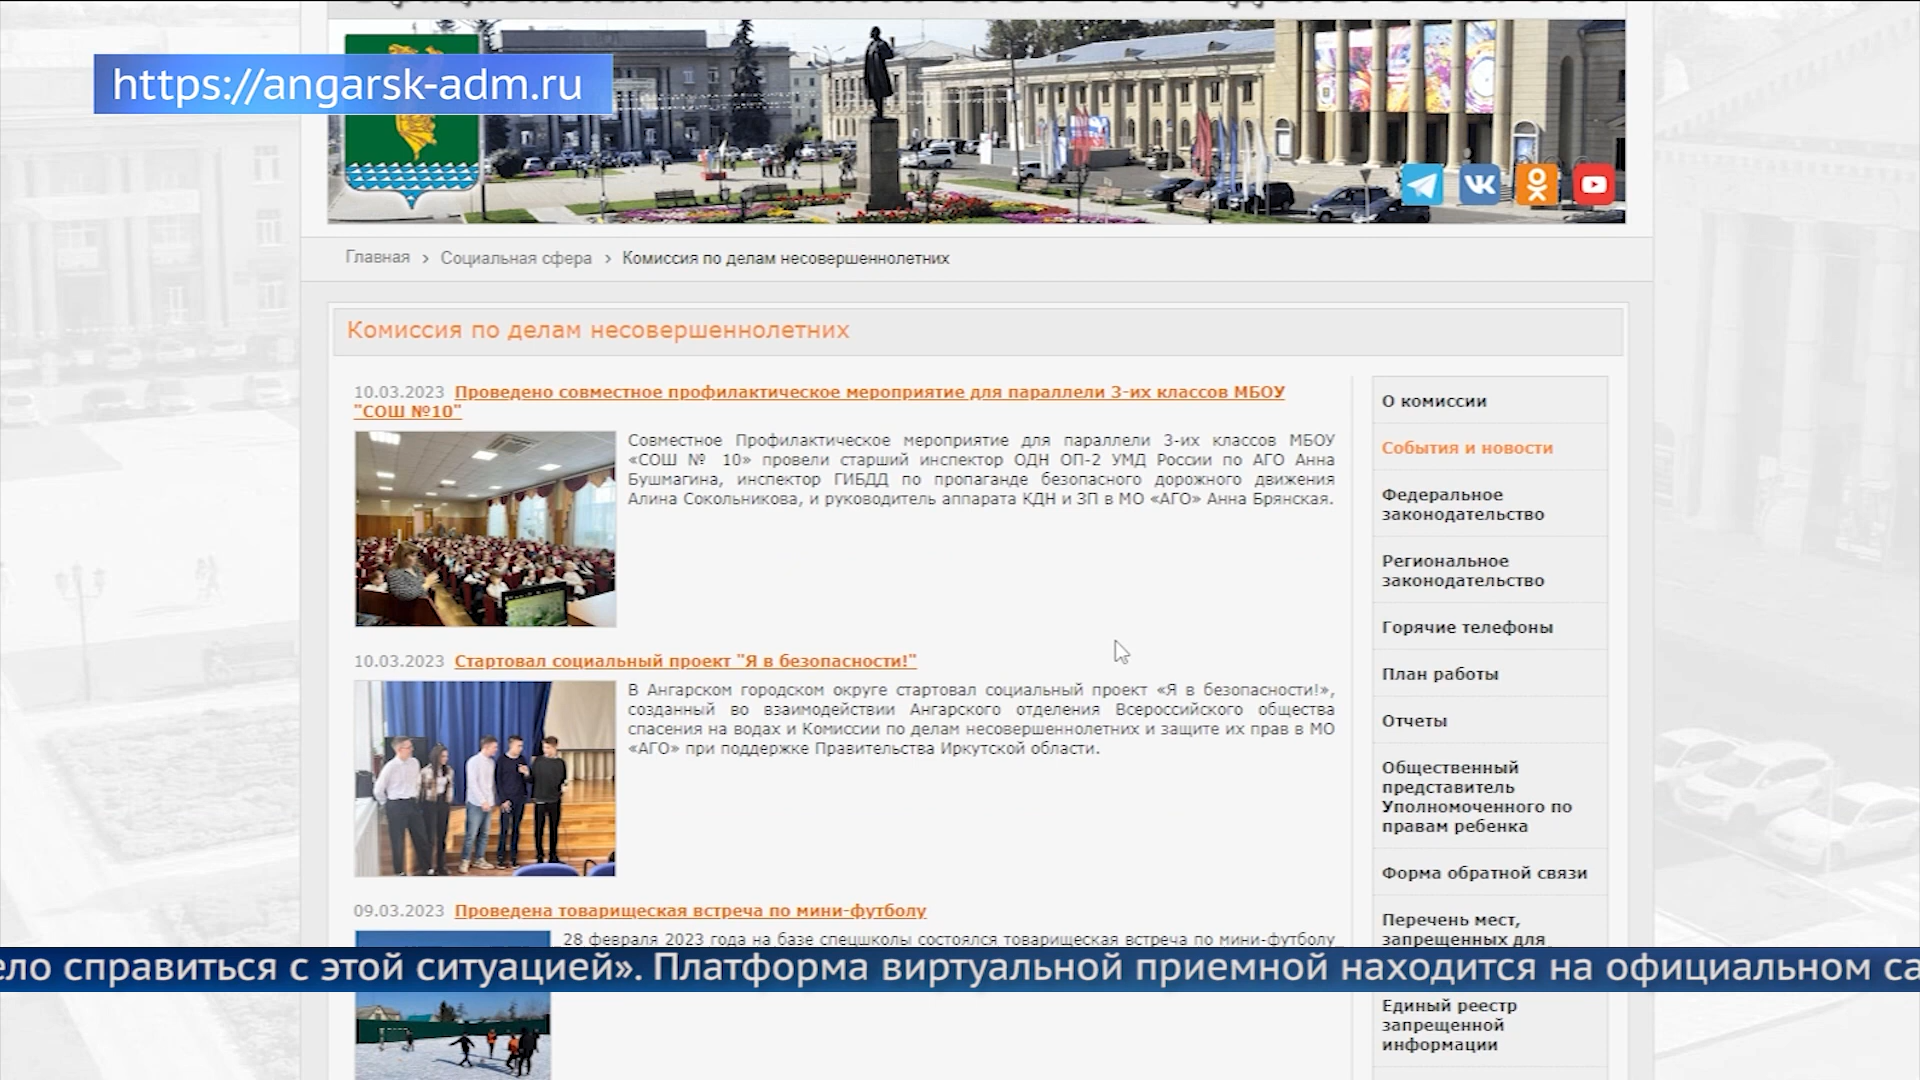 https://angarsk-adm.ru
Главная › Социальная сфера › Комиссия по делам несовершеннолетних
Комиссия по делам несовершеннолетних
10.03.2023 Проведено совместное профилактическое мероприятие для параллели 3-их классов МБОУ
"СОШ №10"
Совместное Профилактическое мероприятие для параллели 3-их классов МБОУ
«СОШ № 10» провели старший инспектор ОДН ОП-2 УМД России по АГО Анна
Бушмагина, инспектор ГИБДД по пропаганде безопасного дорожного движения
Алина Сокольникова, и руководитель аппарата КДН и ЗП в МО «АГО» Анна Брянская.
10.03.2023 Стартовал социальный проект "Я в безопасности!"
В Ангарском городском округе стартовал социальный проект «Я в безопасности!»,
созданный во взаимодействии Ангарского отделения Всероссийского общества
спасения на водах и Комиссии по делам несовершеннолетних и защите их прав в МО
«АГО» при поддержке Правительства Иркутской области.
09.03.2023 Проведена товарищеская встреча по мини-футболу
28 февраля 2023 года на базе спецшколы состоялся товарищеская встреча по мини-футболу
О комиссии
События и новости
Федеральное
законодательство
Региональное
законодательство
Горячие телефоны
План работы
Отчеты
Общественный
представитель
Уполномоченного по
правам ребенка
Форма обратной связи
Перечень мест,
запрещенных для
ело справиться с этой ситуацией». Платформа виртуальной приемной находится на официальном са
Единый реестр
запрещенной
информации